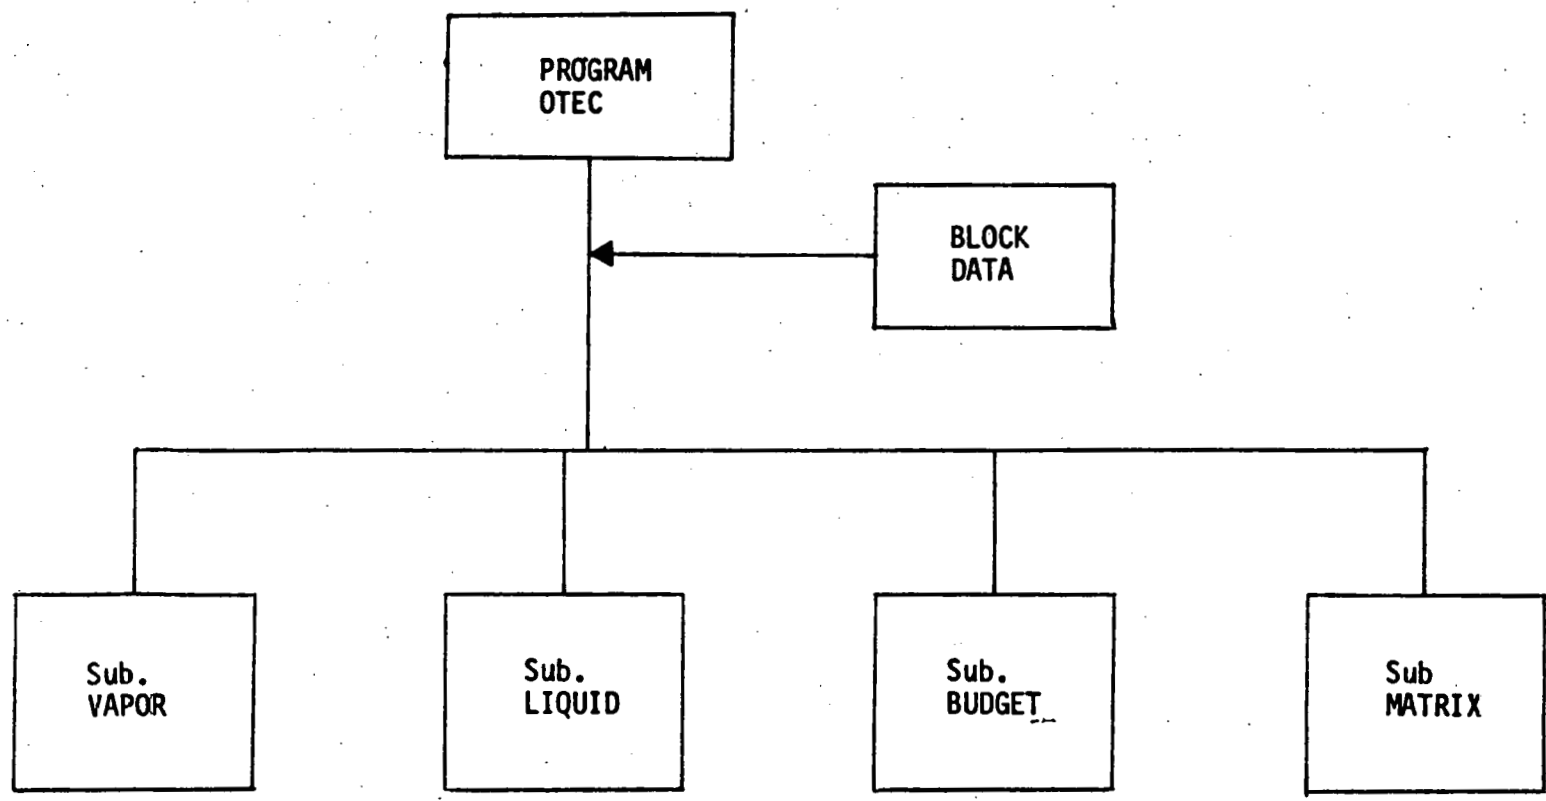 PROGRAM
OTEC
BLOCK
DATA
Sub.
VAPOR
Sub.
LIQUID
Sub.
BUDGET
Sub
MATRIX